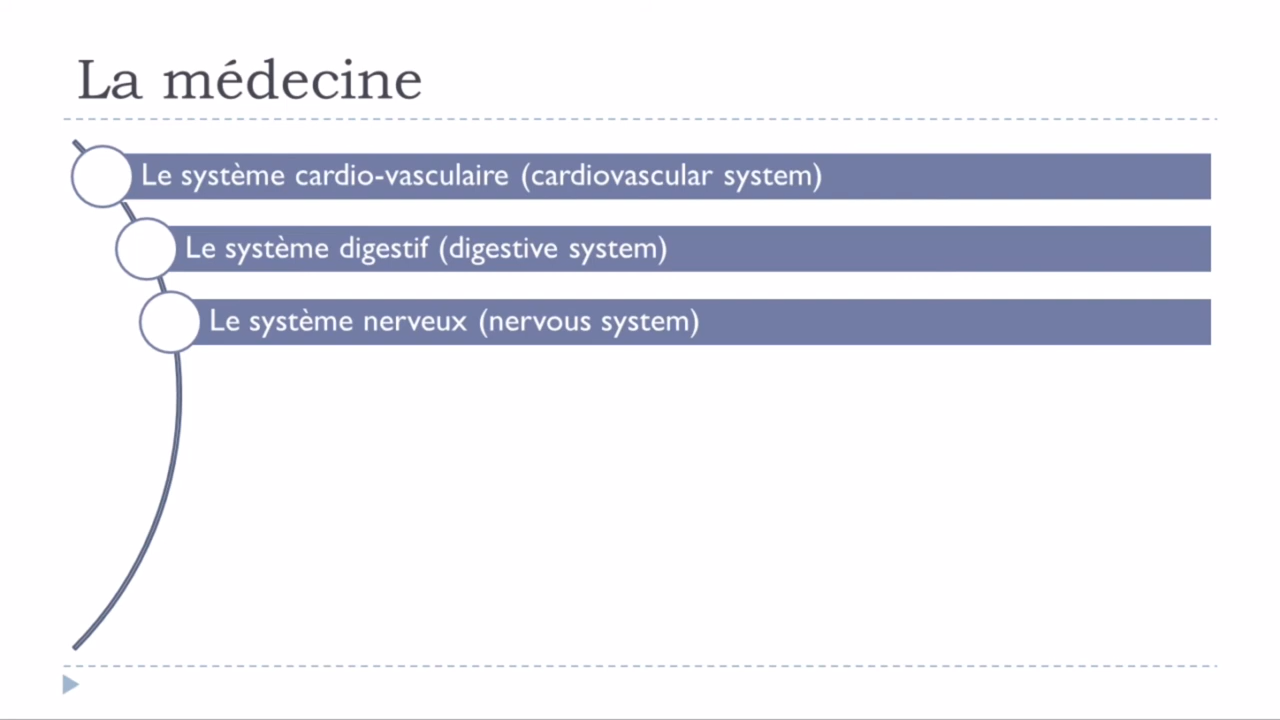 La médecine
Le système cardio-vasculaire (cardiovascular system)
Le système digestif (digestive system)
Le système nerveux (nervous system)